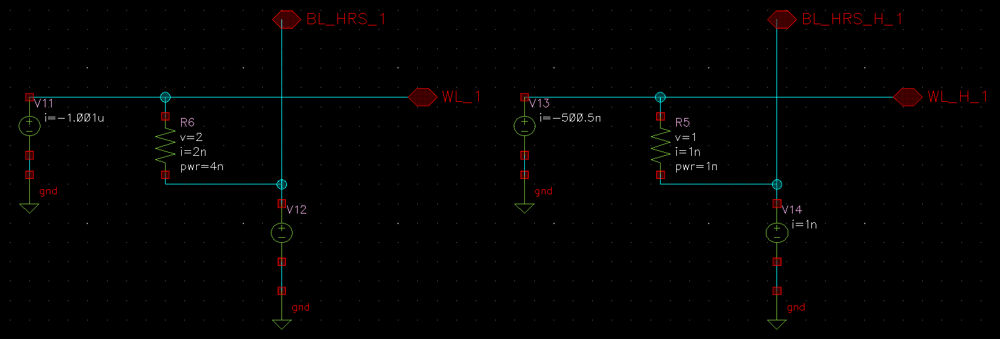 BL_HRS_1
BL_HRS_H_1
V11
i=-1.001u
WL_1
R6
v=2
i=2n
pwr=4n
gnd
V12
gnd
V13
i=-500.5n
WL_H_1
R5
v=1
i=1n
pwr=1n
gnd
V14
i=1n
gnd